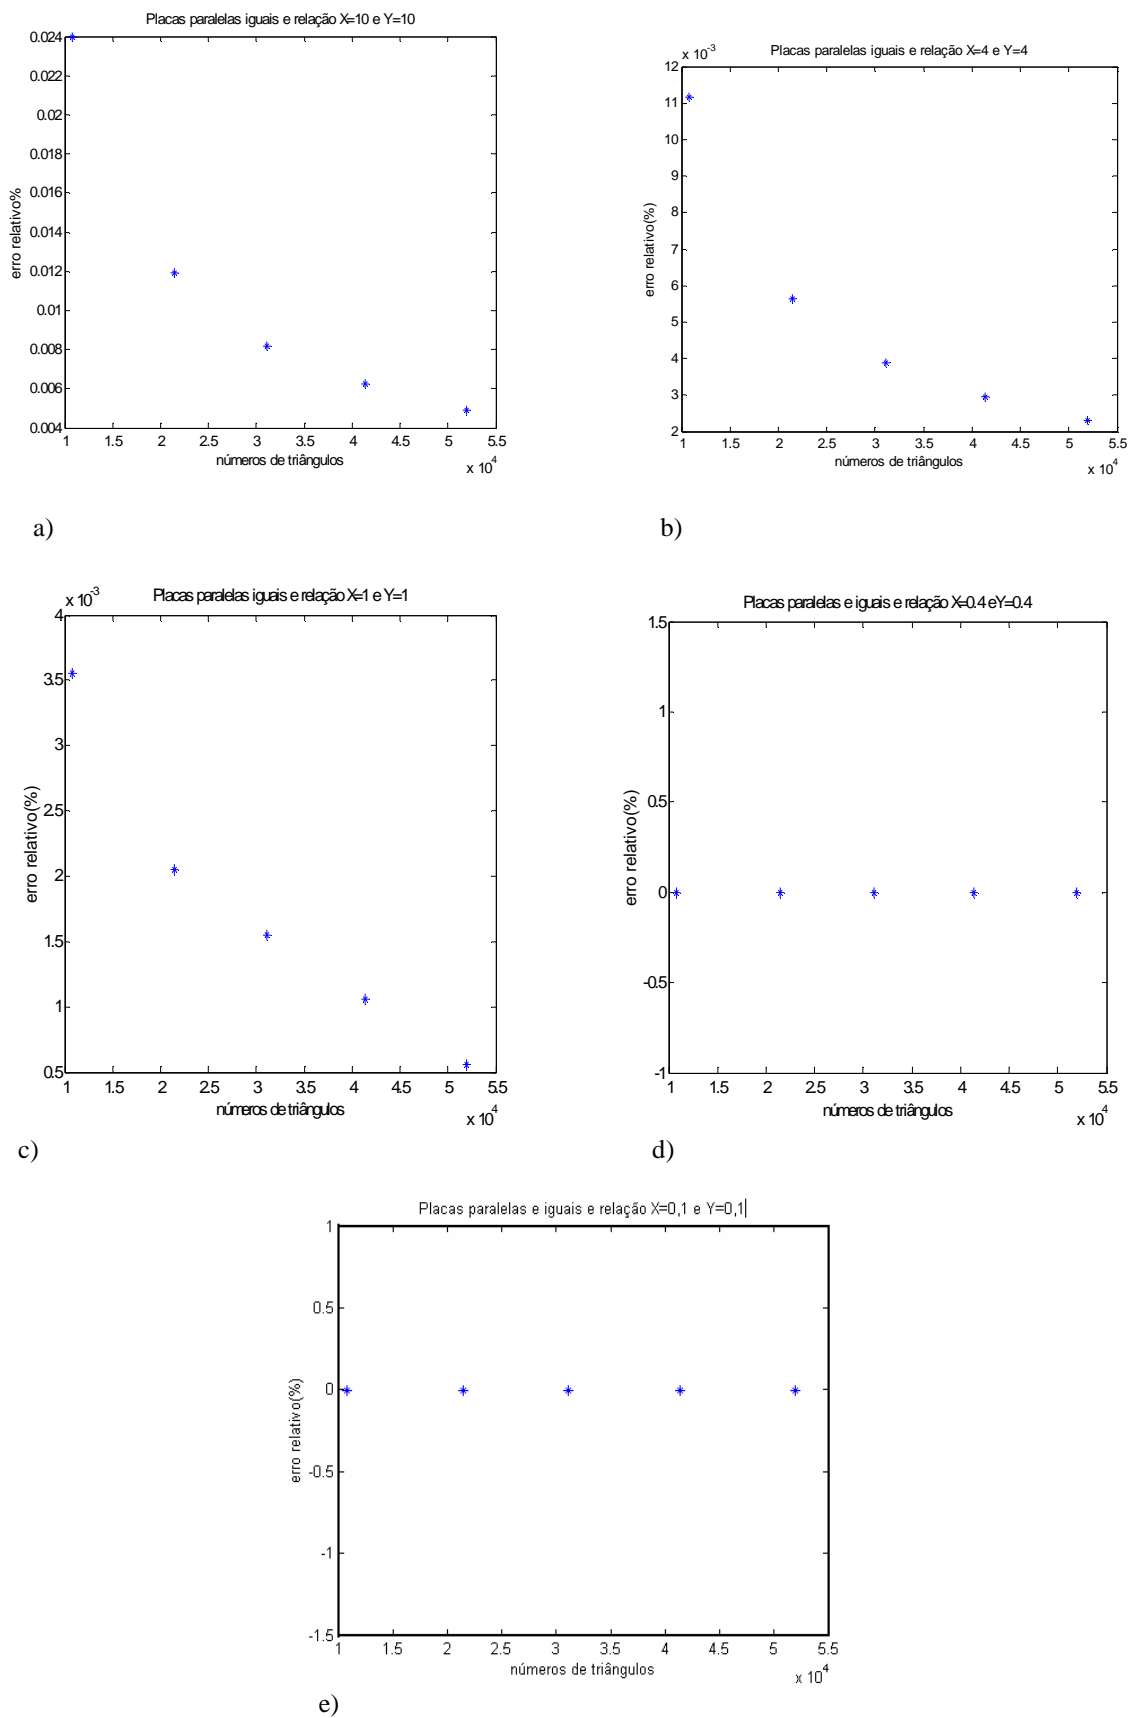 Placas paralelas iguais e relação X=10 e Y=10
0.024
0.022
0.02
0.018
0.016
0.014
0.012
0.01
0.008
0.006
0.004
erro relativo%
1 1.5 2 2.5 3 3.5 4 4.5 5 5.5
números de triângulos
x 10^4
a)
Placas paralelas iguais e relação X=4 e Y=4
x 10^-3
12
11
10
9
8
7
6
5
4
3
2
erro relativo(%)
1 1.5 2 2.5 3 3.5 4 4.5 5 5.5
números de triângulos
x 10^4
b)
Placas paralelas iguais e relação X=1 e Y=1
x 10^-3
4
3.5
3
2.5
2
1.5
1
0.5
erro relativo(%)
1 1.5 2 2.5 3 3.5 4 4.5 5 5.5
números de triângulos
x 10^4
c)
Placas paralelas e iguais e relação X=0.4 eY=0.4
1.5
1
0.5
0
-0.5
-1
erro relativo(%)
1 1.5 2 2.5 3 3.5 4 4.5 5 5.5
números de triângulos
x 10^4
d)
Placas paralelas e iguais e relação X=0,1 e Y=0,1
1
0.5
0
-0.5
-1
-1.5
erro relativo(%)
1 1.5 2 2.5 3 3.5 4 4.5 5 5.5
números de triângulos
x 10^4
e)